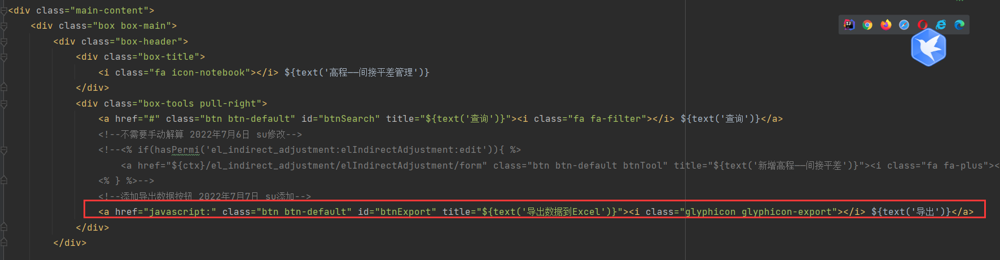 <div class="main-content">
<div class="box box-main">
<div class="box-header">
<div class="box-title">
<i class="fa icon-notebook"></i> ${text('高程——间接平差管理')}
</div>
<div class="box-tools pull-right">
<a href="#" class="btn btn-default" id="btnSearch" title="${text('查询')}"><i class="fa fa-filter"></i> ${text('查询')}</a>
<!--不需要手动解算 2022年7月6日 su修改-->
<!--<% if(hasPermi('el_indirect_adjustment:elIndirectAdjustment:edit')){ %>
<a href="${ctx}/el_indirect_adjustment/elIndirectAdjustment/form" class="btn btn-default btnTool" title="${text('新增高程——间接平差')}"><i class="fa fa-plus"><
<% } %>-->
<!--添加导出数据按钮 2022年7月7日 su添加-->
<a href="javascript:" class="btn btn-default" id="btnExport" title="${text('导出数据到Excel')}"><i class="glyphicon glyphicon-export"></i> ${text('导出')}</a>
</div>
</div>